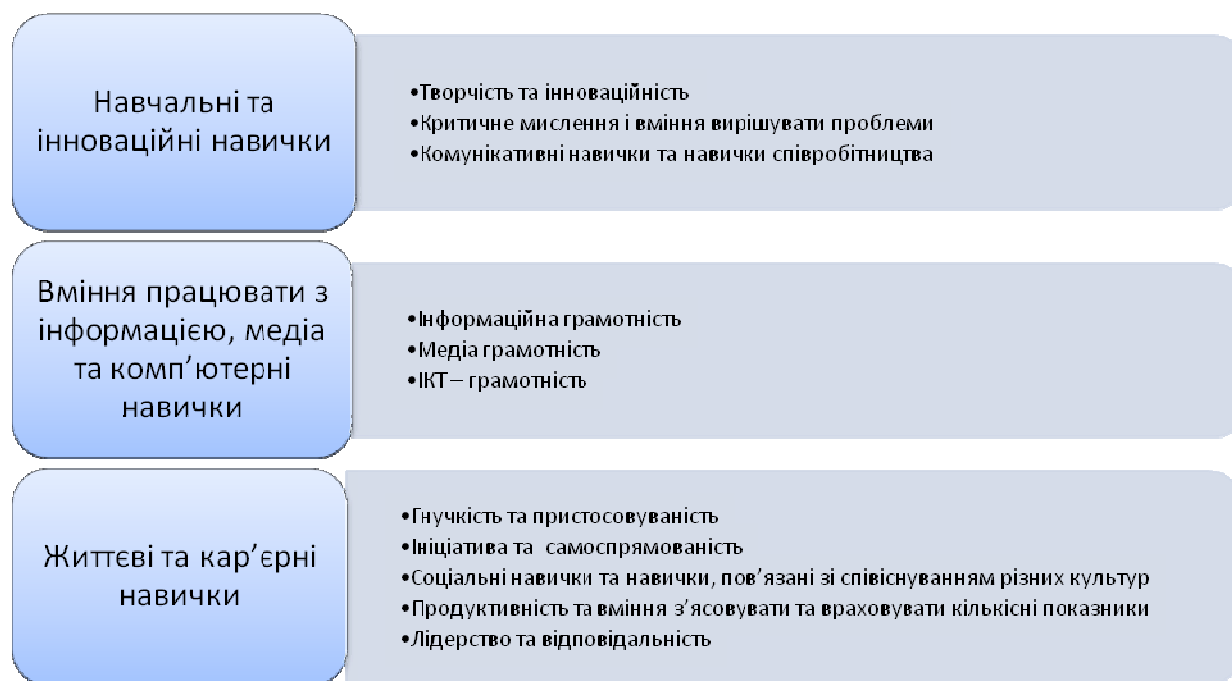 Навчальні та
інноваційні навички
•Творчість та інноваційність
•Критичне мислення і вміння вирішувати проблеми
•Комунікативні навички та навички співробітництва
Вміння працювати з
інформацією, медіа
та комп’ютерні
навички
•Інформаційна грамотність
•Медіа грамотність
•ІКТ – грамотність
Життєві та кар’єрні
навички
•Гнучкість та пристосовуваність
•Ініціатива та самоспрямованість
•Соціальні навички та навички, пов’язані зі співіснуванням різних культур
•Продуктивність та вміння з’ясовувати та враховувати кількісні показники
•Лідерство та відповідальність